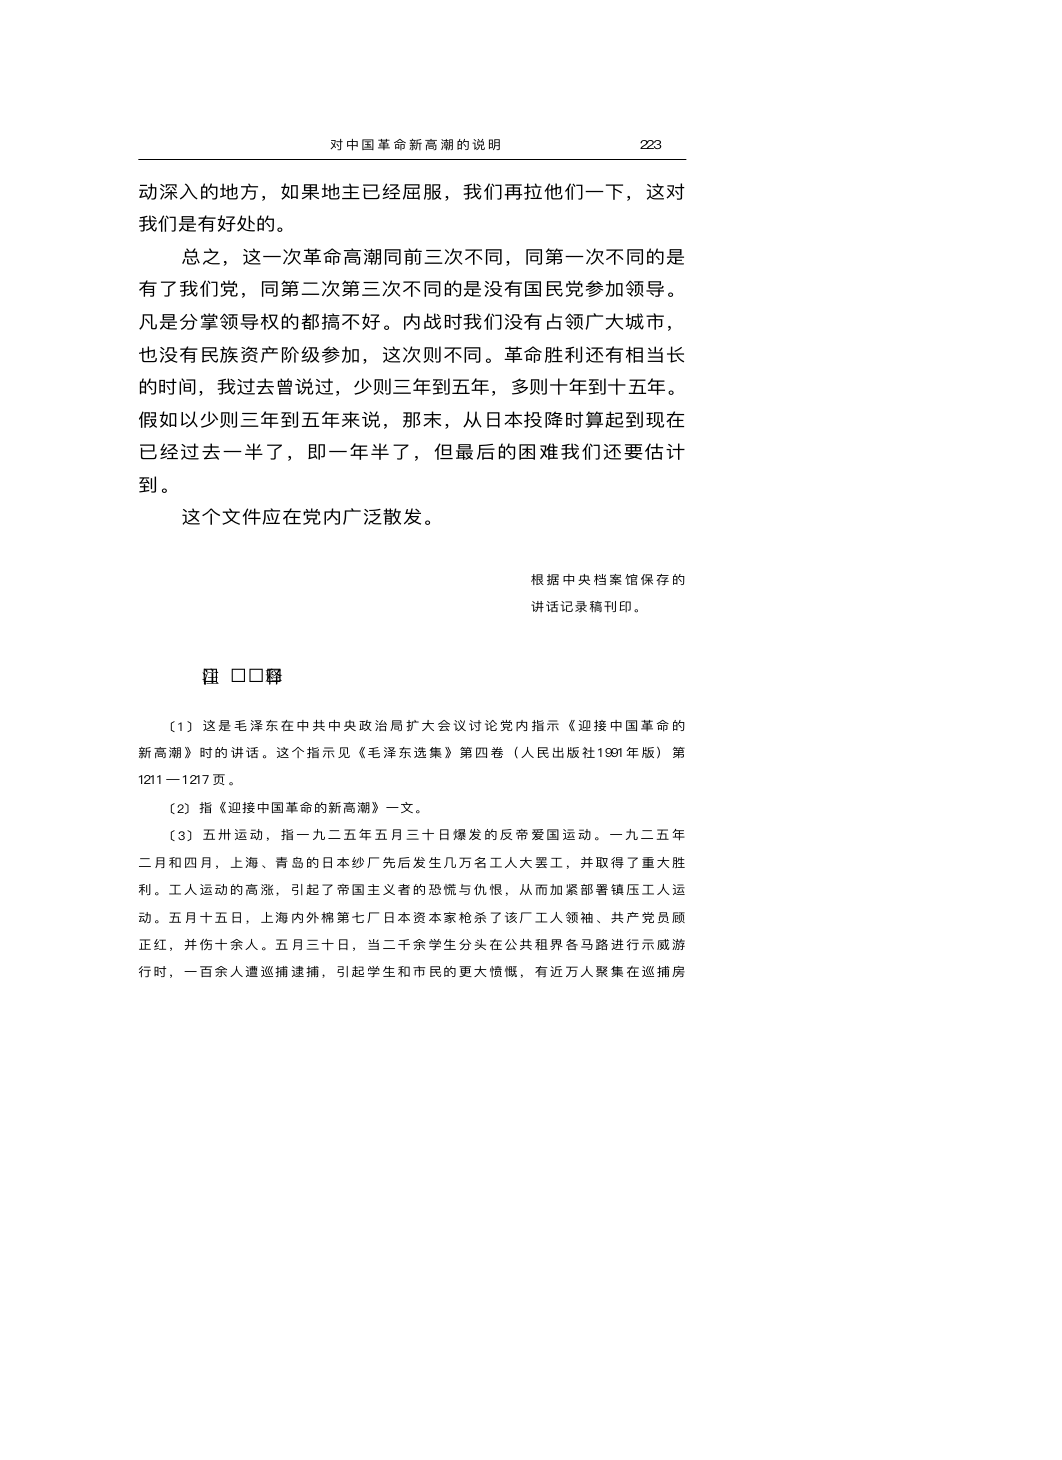 对中国革命新高潮的说明 223
动深入的地方，如果地主已经屈服，我们再拉他们一下，这对
我们是有好处的。
总之，这一次革命高潮同前三次不同，同第一次不同的是
有了我们党，同第二次第三次不同的是没有国民党参加领导。
凡是分掌领导权的都搞不好。内战时我们没有占领广大城市，
也没有民族资产阶级参加，这次则不同。革命胜利还有相当长
的时间，我过去曾说过，少则三年到五年，多则十年到十五年。
假如以少则三年到五年来说，那末，从日本投降时算起到现在
已经过去一半了，即一年半了，但最后的困难我们还要估计
到。
这个文件应在党内广泛散发。
根据中央档案馆保存的
讲话记录稿刊印。
注 □□释
〔1〕这是毛泽东在中共中央政治局扩大会议讨论党内指示《迎接中国革命的
新高潮》时的讲话。这个指示见《毛泽东选集》第四卷（人民出版社1991年版）第
1211—1217页。
〔2〕指《迎接中国革命的新高潮》一文。
〔3〕五卅运动，指一九二五年五月三十日爆发的反帝爱国运动。一九二五年
二月和四月，上海、青岛的日本纱厂先后发生几万名工人大罢工，并取得了重大胜
利。工人运动的高涨，引起了帝国主义者的恐慌与仇恨，从而加紧部署镇压工人运
动。五月十五日，上海内外棉第七厂日本资本家枪杀了该厂工人领袖、共产党员顾
正红，并伤十余人。五月三十日，当二千余学生分头在公共租界各马路进行示威游
行时，一百余人遭巡捕逮捕，引起学生和市民的更大愤慨，有近万人聚集在巡捕房